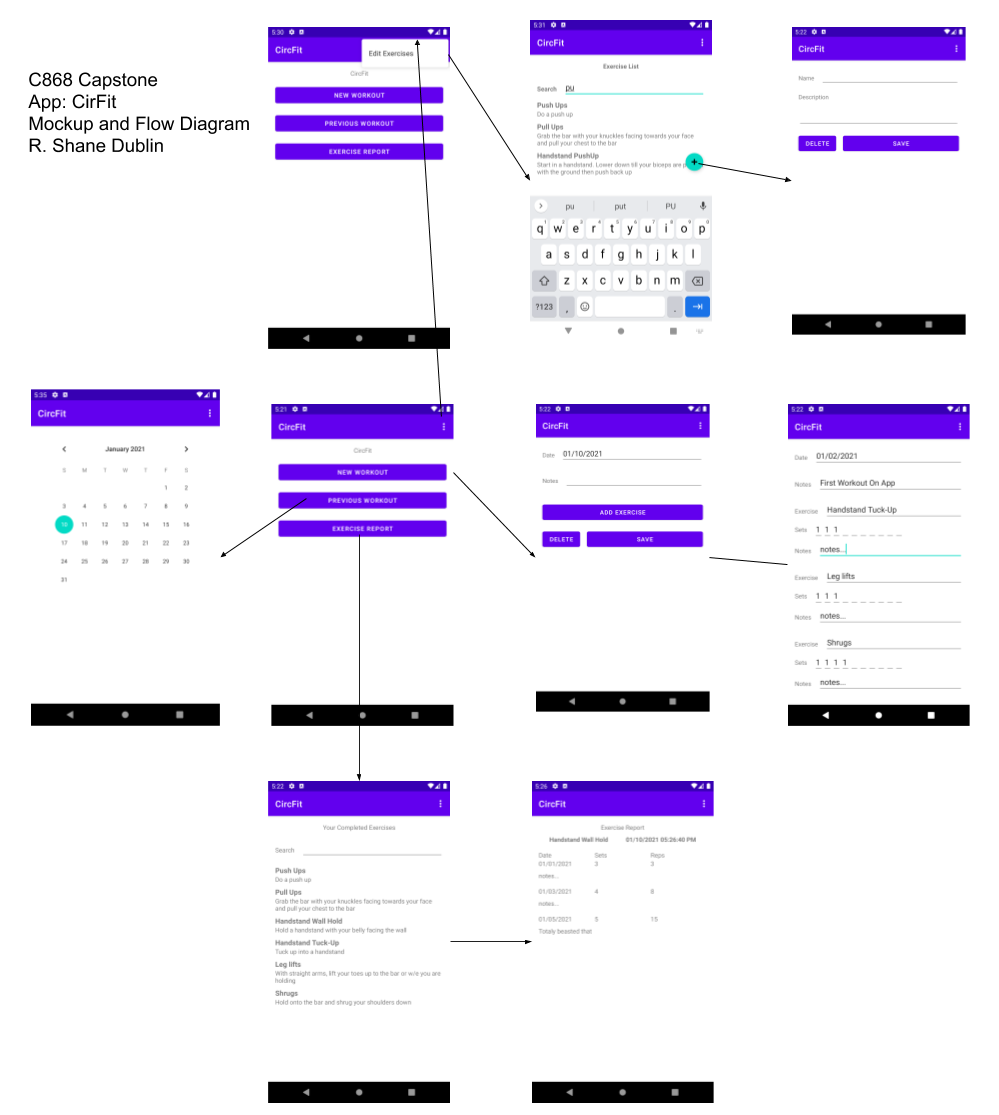 C868 Capstone
App: CirFit
Mockup and Flow Diagram
R. Shane Dublin
5:30
CircFit
Edit Exercises
CircFit
NEW WORKOUT
PREVIOUS WORKOUT
EXERCISE REPORT
5:31
CircFit
Exercise List
Search pu
Push Ups
Do a push up
Pull Ups
Grab the bar with your knuckles facing towards your face
and pull your chest to the bar
Handstand PushUp
Start in a handstand. Lower down till your biceps are p
with the ground then push back up
+
pu put PU
q1 w2 e3 r4 t5 y6 u7 i8 o9 p0
a s d f g h j k l
z x c v b n m
?123 , .
5:22
CircFit
Name
Description
DELETE SAVE
5:35
CircFit
January 2021
S M T W T F S
1 2
3 4 5 6 7 8 9
10 11 12 13 14 15 16
17 18 19 20 21 22 23
24 25 26 27 28 29 30
31
5:21
CircFit
CircFit
NEW WORKOUT
PREVIOUS WORKOUT
EXERCISE REPORT
5:22
CircFit
Date 01/10/2021
Notes
ADD EXERCISE
DELETE SAVE
5:22
CircFit
Date 01/02/2021
Notes First Workout On App
Exercise Handstand Tuck-Up
Sets 1 1 1
Notes notes...
Exercise Leg lifts
Sets 1 1 1
Notes notes...
Exercise Shrugs
Sets 1 1 1 1
Notes notes...
5:22
CircFit
Your Completed Exercises
Search
Push Ups
Do a push up
Pull Ups
Grab the bar with your knuckles facing towards your face
and pull your chest to the bar
Handstand Wall Hold
Hold a handstand with your belly facing the wall
Handstand Tuck-Up
Tuck up into a handstand
Leg lifts
With straight arms, lift your toes up to the bar or w/e you are
holding
Shrugs
Hold onto the bar and shrug your shoulders down
5:26
CircFit
Exercise Report
Handstand Wall Hold 01/10/2021 05:26:40 PM
Date Sets Reps
01/01/2021 3 3
notes...
01/03/2021 4 8
notes...
01/05/2021 5 15
Totally beasted that